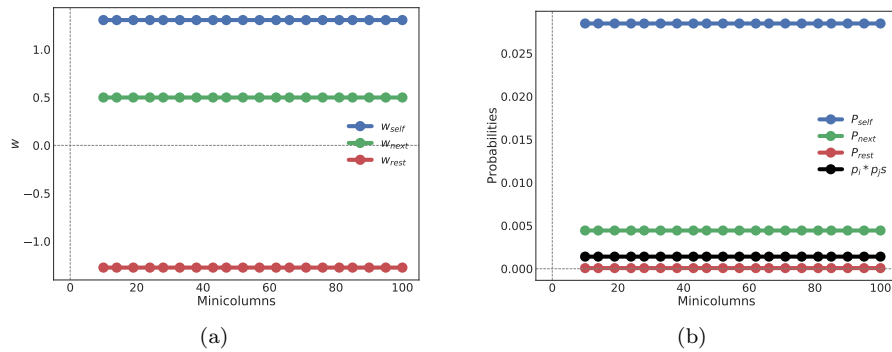 1.0
0.5
0.0
−0.5
−1.0
w
0
20
40
60
80
100
Minicolumns
w_self
w_next
w_rest
(a)
0.025
0.020
0.015
0.010
0.005
0.000
Probabilities
0
20
40
60
80
100
Minicolumns
P_self
P_next
P_rest
p_i * p_j s
(b)